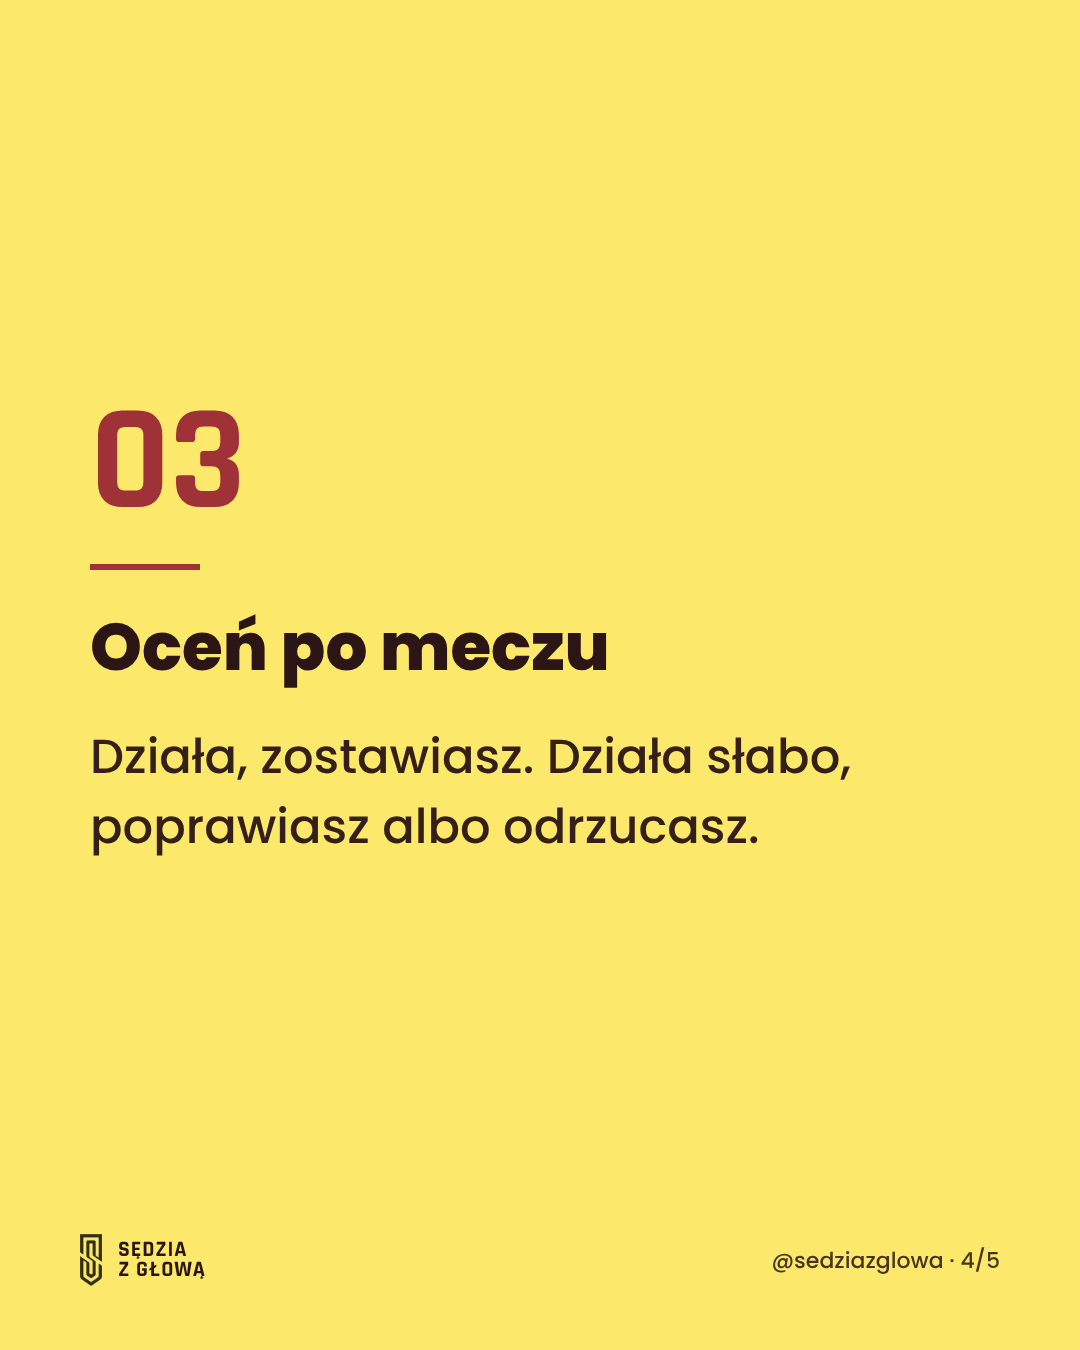 03
Oceń po meczu
Działa, zostawiasz. Działa słabo,
poprawiasz albo odrzucasz.
SĘDZIA
Z GŁOWĄ
@sedziazglowa · 4/5